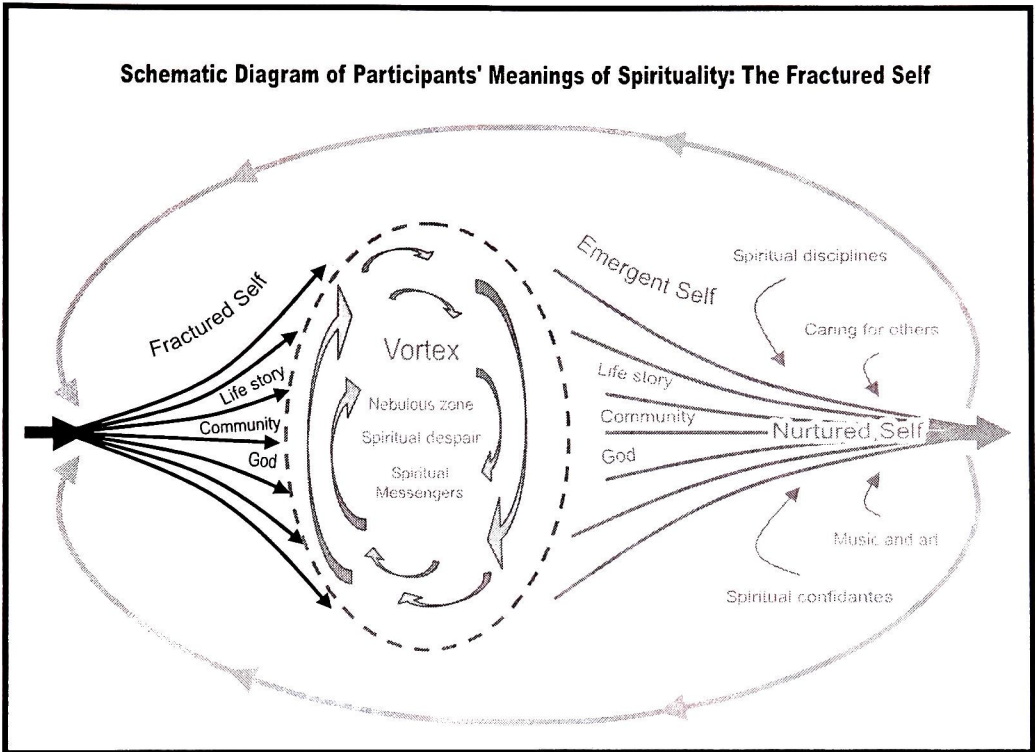 Schematic Diagram of Participants' Meanings of Spirituality: The Fractured Self
Fractured Self
Life story
Community
God
Vortex
Nebulous zone
Spiritual despair
Spiritual
Messengers
Emergent Self
Life story
Community
God
Spiritual disciplines
Caring for others
Nurtured Self
Music and art
Spiritual confidantes